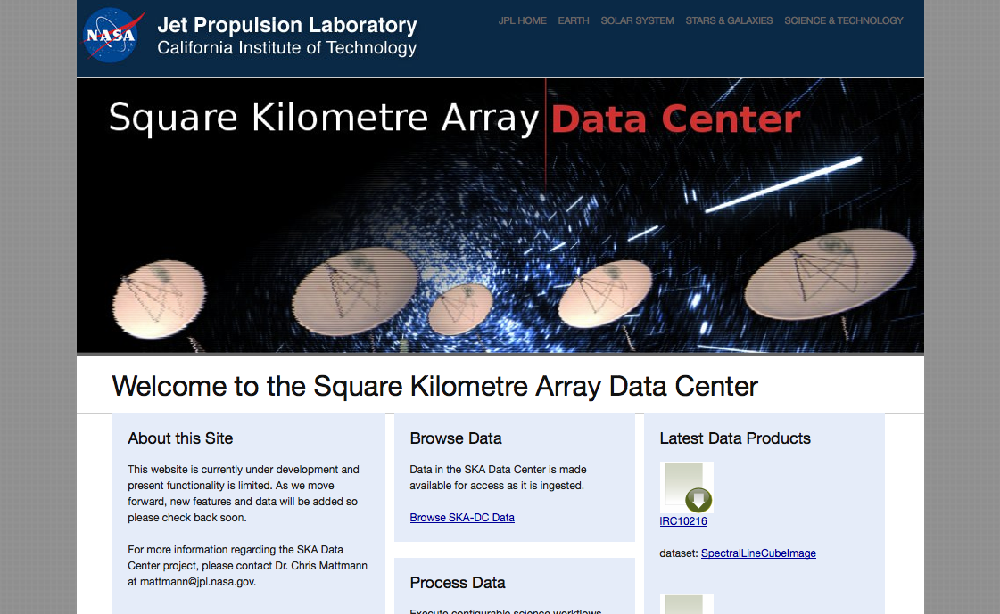 NASA
Jet Propulsion Laboratory
California Institute of Technology
JPL HOME EARTH SOLAR SYSTEM STARS & GALAXIES SCIENCE & TECHNOLOGY
Square Kilometre Array Data Center
Welcome to the Square Kilometre Array Data Center
About this Site
This website is currently under development and
present functionality is limited. As we move
forward, new features and data will be added so
please check back soon.
For more information regarding the SKA Data
Center project, please contact Dr. Chris Mattmann
at mattmann@jpl.nasa.gov.
Browse Data
Data in the SKA Data Center is made
available for access as it is ingested.
Browse SKA-DC Data
Process Data
Execute configurable science workflows
Latest Data Products
IRC10216
dataset: SpectralLineCubeImage